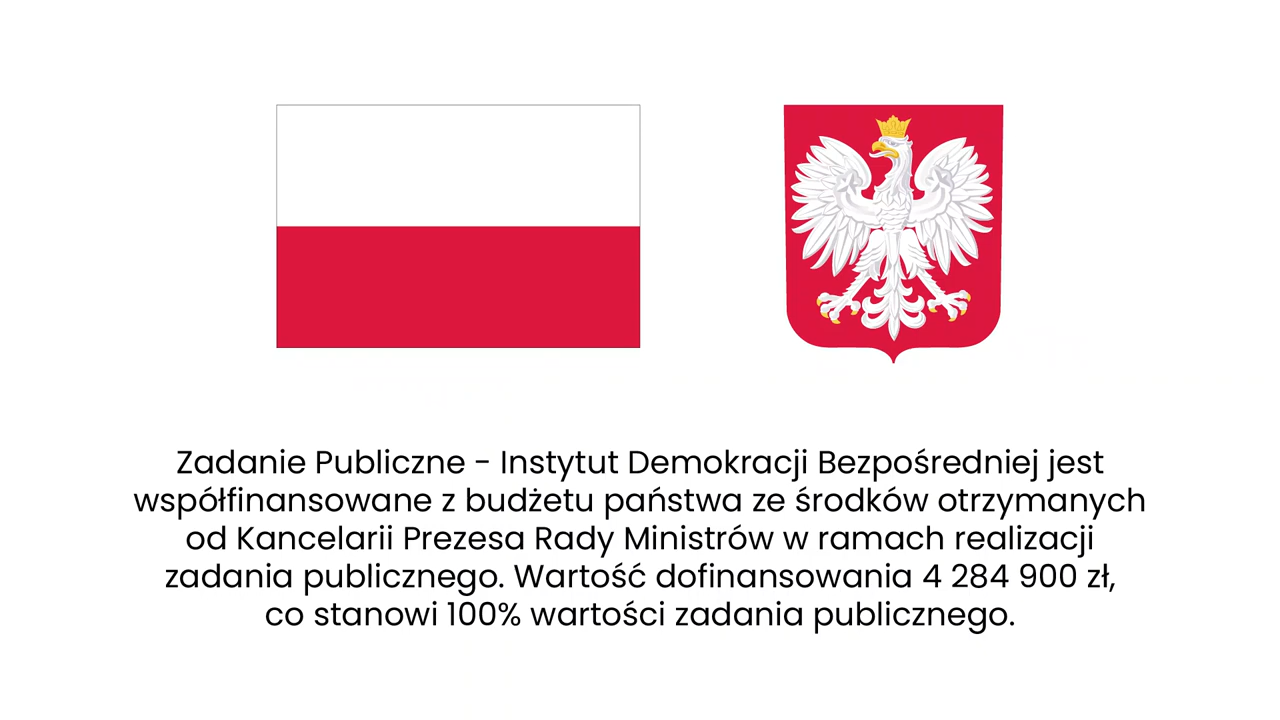 Zadanie Publiczne - Instytut Demokracji Bezpośredniej jest
współfinansowane z budżetu państwa ze środków otrzymanych
od Kancelarii Prezesa Rady Ministrów w ramach realizacji
zadania publicznego. Wartość dofinansowania 4 284 900 zł,
co stanowi 100% wartości zadania publicznego.